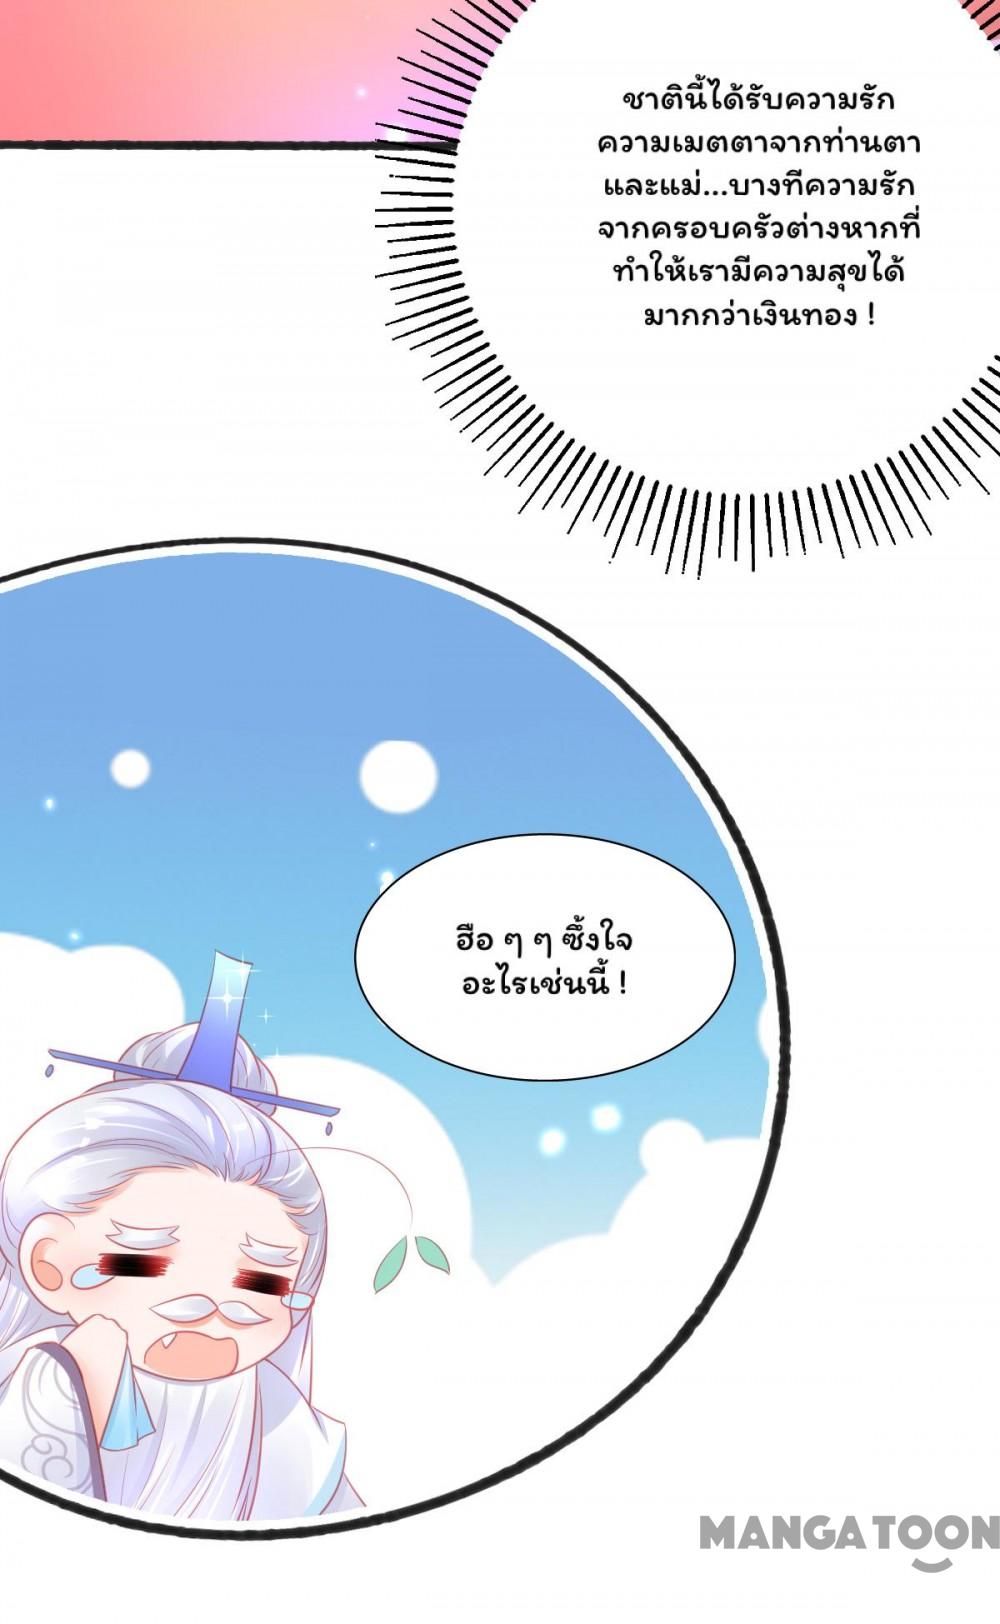 ชาตินี้ได้รับความรัก
ความเมตตาจากท่านตา
และแม่...บางทีความรัก
จากครอบครัวต่างหากที่
ทำให้เรามีความสุขได้
มากกว่าเงินทอง !
ฮือ ๆ ๆ ซึ้งใจ
อะไรเช่นนี้ !
MANGATOON